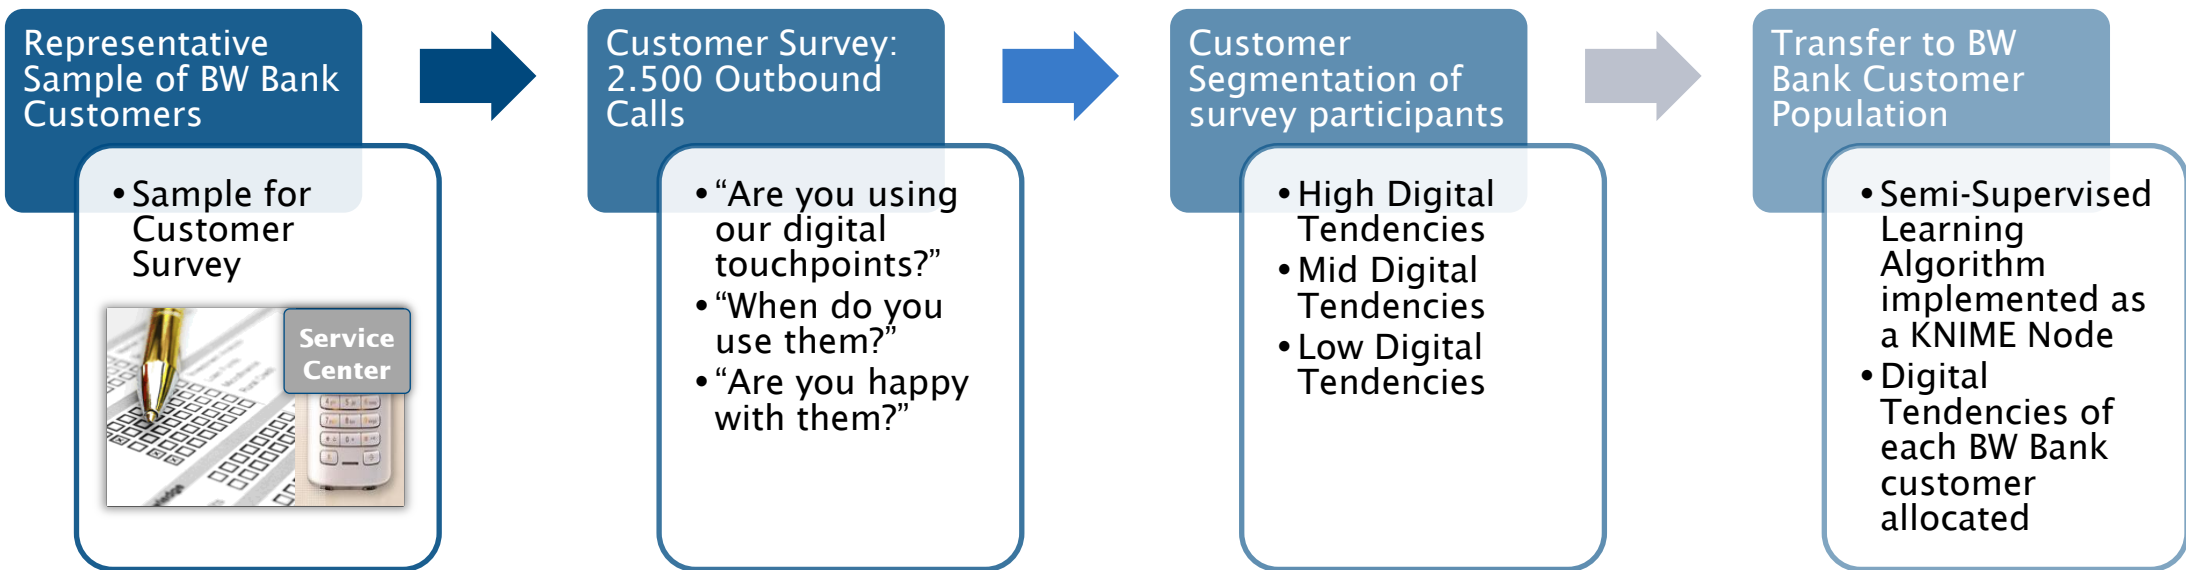 Representative
Sample of BW Bank
Customers
• Sample for
Customer
Survey
Service
Center
Customer Survey:
2.500 Outbound
Calls
• “Are you using
our digital
touchpoints?”
• “When do you
use them?”
• “Are you happy
with them?”
Customer
Segmentation of
survey participants
• High Digital
Tendencies
• Mid Digital
Tendencies
• Low Digital
Tendencies
Transfer to BW
Bank Customer
Population
• Semi-Supervised
Learning
Algorithm
implemented as
a KNIME Node
• Digital
Tendencies of
each BW Bank
customer
allocated